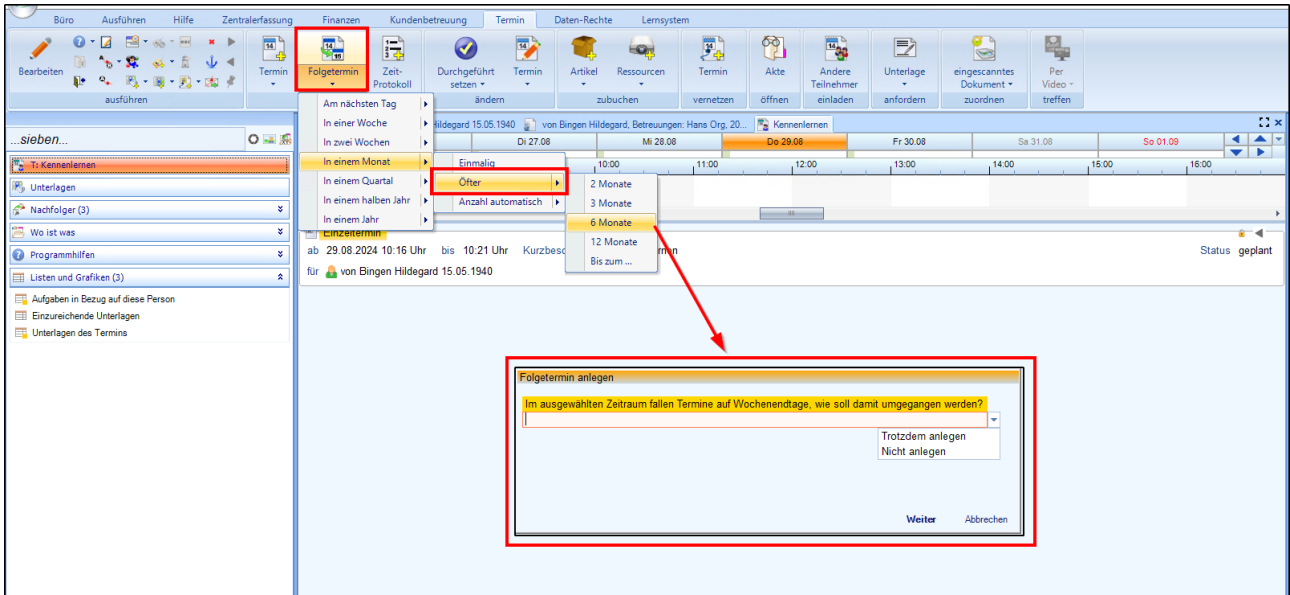 Büro Ausführen Hilfe Zentralerfassung Finanzen Kundenbetreuung Termin Daten-Rechte Lernsystem
Bearbeiten
ausführen
Termin
Folgetermin
Zeit-
Protokoll
Durchgeführt
setzen
Termin
ändern
Artikel
Ressourcen
zubuchen
Termin
vernetzen
Akte
öffnen
Andere
Teilnehmer
einladen
Unterlage
anfordern
eingescanntes
Dokument
zuordnen
Per
Video
treffen
Am nächsten Tag
In einer Woche
In zwei Wochen
In einem Monat
In einem Quartal
In einem halben Jahr
In einem Jahr
Einmalig
Öfter
Anzahl automatisch
2 Monate
3 Monate
6 Monate
12 Monate
Bis zum ...
Hildegard 15.05.1940 von Bingen Hildegard, Betreuungen: Hans Org, 20... Kennenlernen
Di 27.08 Mi 28.08 Do 29.08 Fr 30.08 Sa 31.08 So 01.09
10:00 11:00 12:00 13:00 14:00 15:00 16:00
...sieben...
T: Kennenlernen
Unterlagen
Nachfolger (3)
Wo ist was
Programmhilfen
Listen und Grafiken (3)
Aufgaben in Bezug auf diese Person
Einzureichende Unterlagen
Unterlagen des Termins
Einzeltermin
ab 29.08.2024 10:16 Uhr bis 10:21 Uhr Kurzbesc rnen Status geplant
für von Bingen Hildegard 15.05.1940
Folgetermin anlegen
Im ausgewählten Zeitraum fallen Termine auf Wochenendtage, wie soll damit umgegangen werden?
Trotzdem anlegen
Nicht anlegen
Weiter Abbrechen